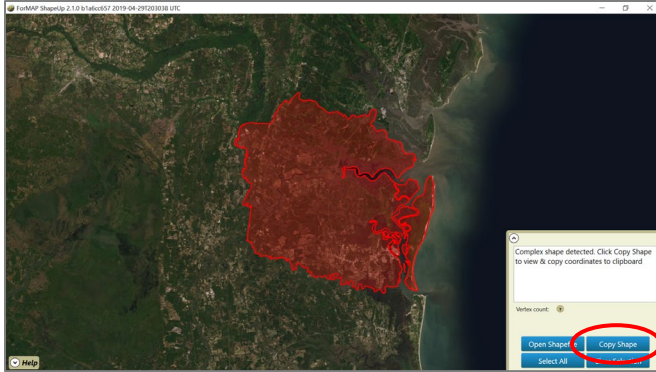 ForMAP ShapeUp 2.1.0 b1a6cc657 2019-04-29T203038 UTC
Complex shape detected. Click Copy Shape
to view & copy coordinates to clipboard
Vertex count:
Open Shapefile Copy Shape
Select All
Help